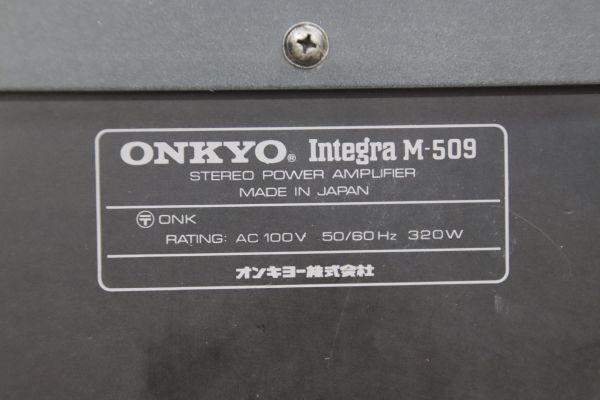 ONKYO® Integra M-509
STEREO POWER AMPLIFIER
MADE IN JAPAN
〶 ONK
RATING: AC 100V 50/60Hz 320W
オンキヨー株式会社